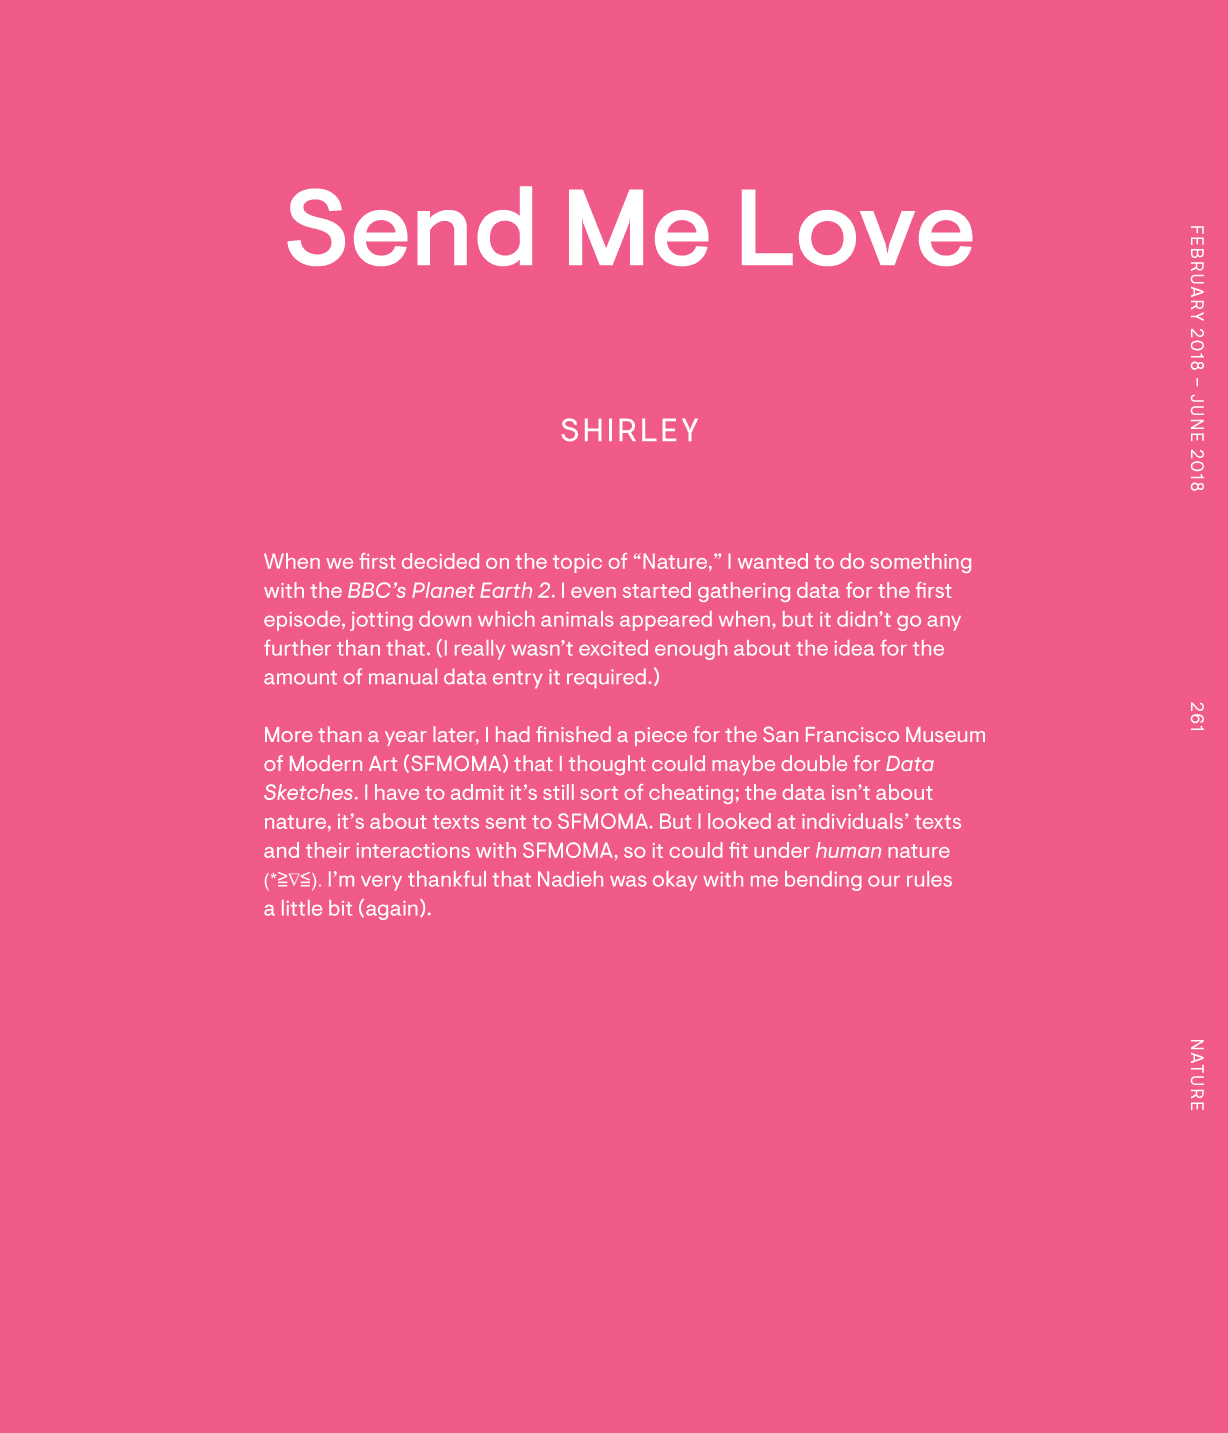 Send Me Love
SHIRLEY
When we first decided on the topic of “Nature,” I wanted to do something
with the BBC’s Planet Earth 2. I even started gathering data for the first
episode, jotting down which animals appeared when, but it didn’t go any
further than that. (I really wasn’t excited enough about the idea for the
amount of manual data entry it required.)
More than a year later, I had finished a piece for the San Francisco Museum
of Modern Art (SFMOMA) that I thought could maybe double for Data
Sketches. I have to admit it’s still sort of cheating; the data isn’t about
nature, it’s about texts sent to SFMOMA. But I looked at individuals’ texts
and their interactions with SFMOMA, so it could fit under human nature
(*≧∇≦). I’m very thankful that Nadieh was okay with me bending our rules
a little bit (again).
FEBRUARY 2018 – JUNE 2018
261
NATURE